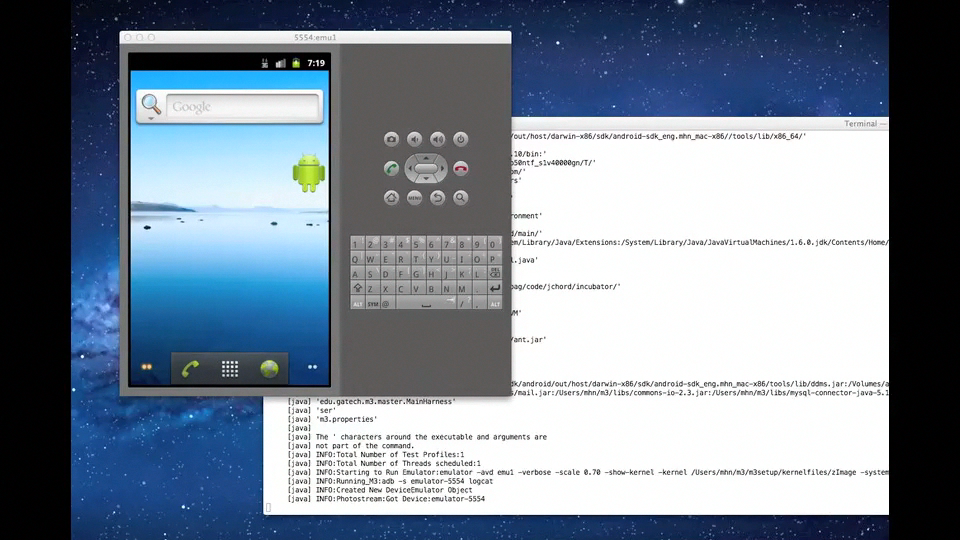 5554:emu1
7:19
Google
MENU
1 2 3 4 5 6 7 8 9 0
Q W E R T Y U I O P
A S D F G H J K L DEL
Z X C V B N M .
ALT SYM @ / , ALT
Terminal —
/out/host/darwin-x86/sdk/android-sdk_eng.mhn_mac-x86//tools/lib/x86_64/'
.10/bin:'
50ntf_s1v40000gn/T/'
om/'
rs'
ronment'
d/main/'
em/Library/Java/Extensions:/System/Library/Java/JavaVirtualMachines/1.6.0.jdk/Contents/Home/
l.java'
bag/code/jchord/incubator/'
VM'
ant.jar'
sdk/android/out/host/darwin-x86/sdk/android-sdk_eng.mhn_mac-x86/tools/lib/ddms.jar:/Volumes/a
s/mail.jar:/Users/mhn/m3/libs/commons-io-2.3.jar:/Users/mhn/m3/libs/mysql-connector-java-5.1
[java] 'edu.gatech.m3.master.MainHarness'
[java] 'ser'
[java] 'm3.properties'
[java]
[java] The ' characters around the executable and arguments are
[java] not part of the command.
[java] INFO:Total Number of Test Profiles:1
[java] INFO:Total Number of Threads scheduled:1
[java] INFO:Starting to Run Emulator:emulator -avd emu1 -verbose -scale 0.70 -show-kernel -kernel /Users/mhn/m3/m3setup/kernelfiles/zImage -system
[java] INFO:Running_M3:adb -s emulator-5554 logcat
[java] INFO:Created New DeviceEmulator Object
[java] INFO:Photostream:Got Device:emulator-5554